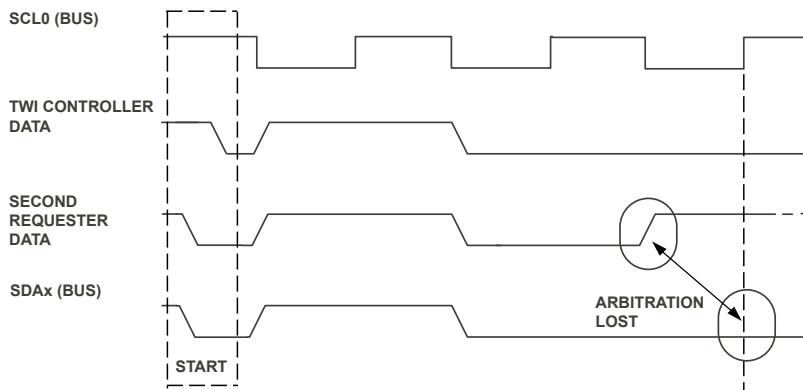 SCL0 (BUS)
TWI CONTROLLER
DATA
SECOND
REQUESTER
DATA
SDAx (BUS)
ARBITRATION
LOST
START